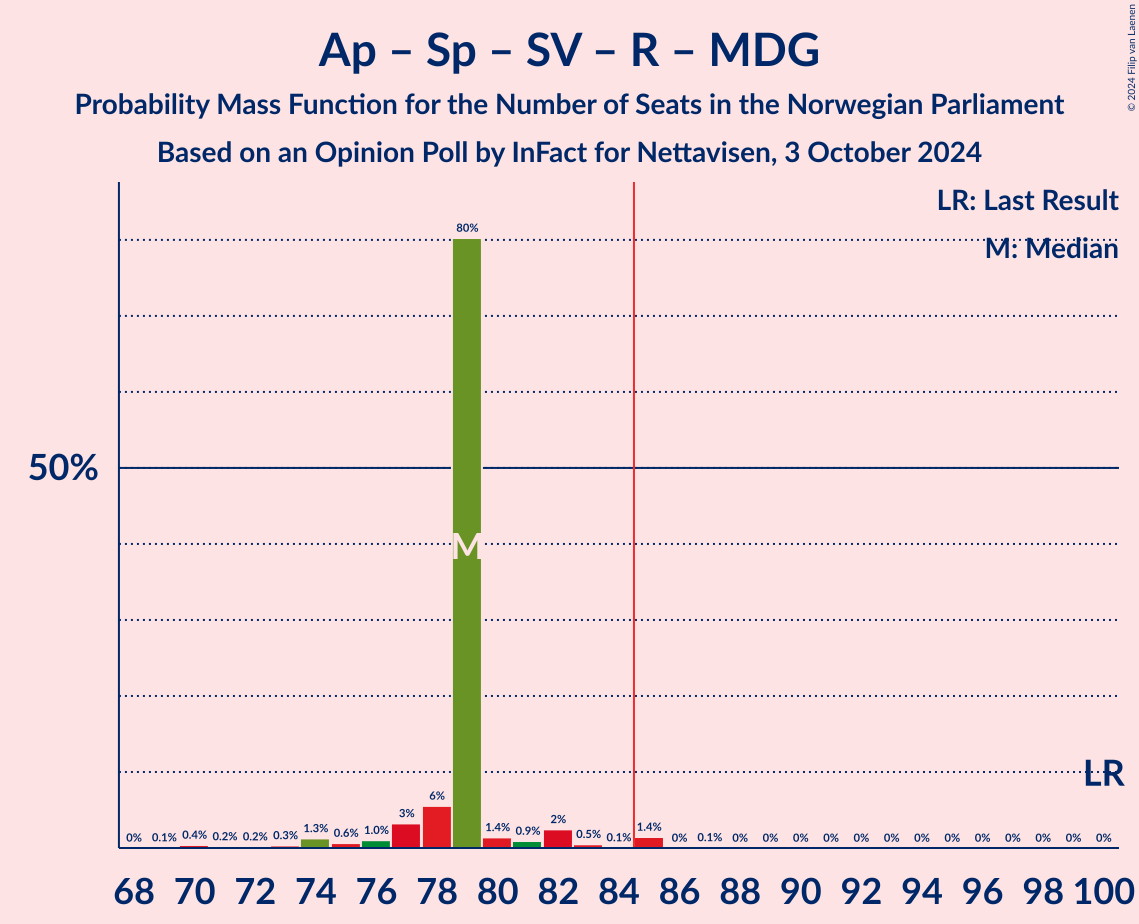 Ap – Sp – SV – R – MDG
Probability Mass Function for the Number of Seats in the Norwegian Parliament
Based on an Opinion Poll by InFact for Nettavisen, 3 October 2024
© 2024 Filip van Laenen
LR: Last Result
M: Median
80%
50%
M
LR
0% 0.1% 0.4% 0.2% 0.2% 0.3% 1.3% 0.6% 1.0% 3% 6% 1.4% 0.9% 2% 0.5% 0.1% 1.4% 0% 0.1% 0% 0% 0% 0% 0% 0% 0% 0% 0% 0% 0% 0% 0%
68 70 72 74 76 78 80 82 84 86 88 90 92 94 96 98 100